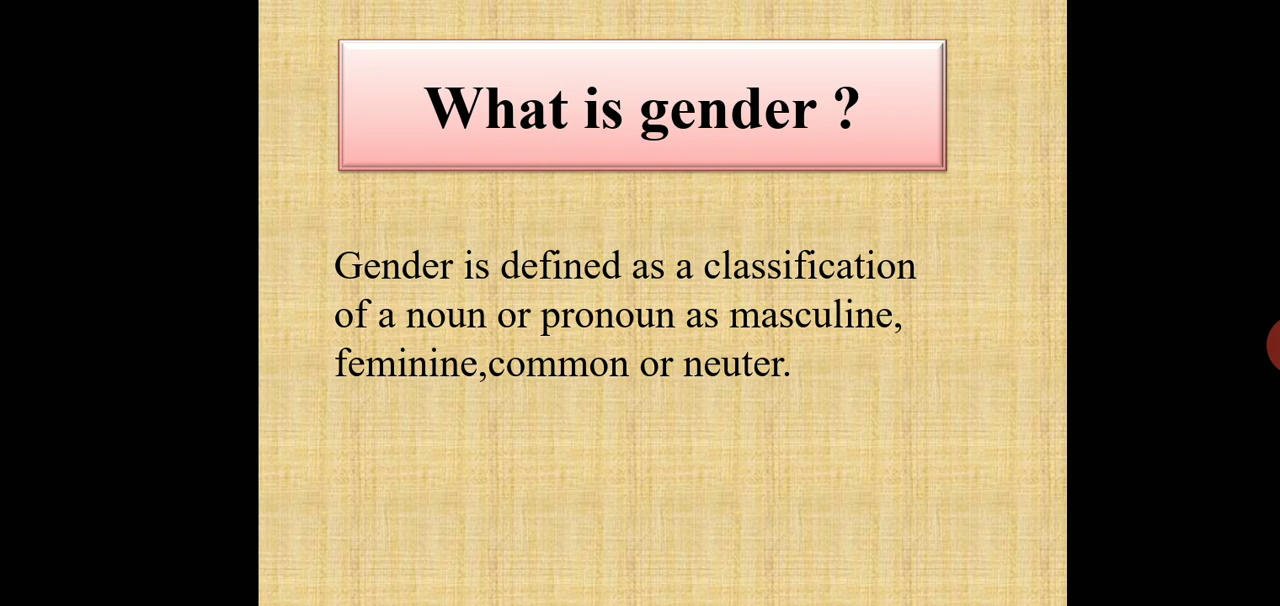 What is gender ?
Gender is defined as a classification
of a noun or pronoun as masculine,
feminine,common or neuter.